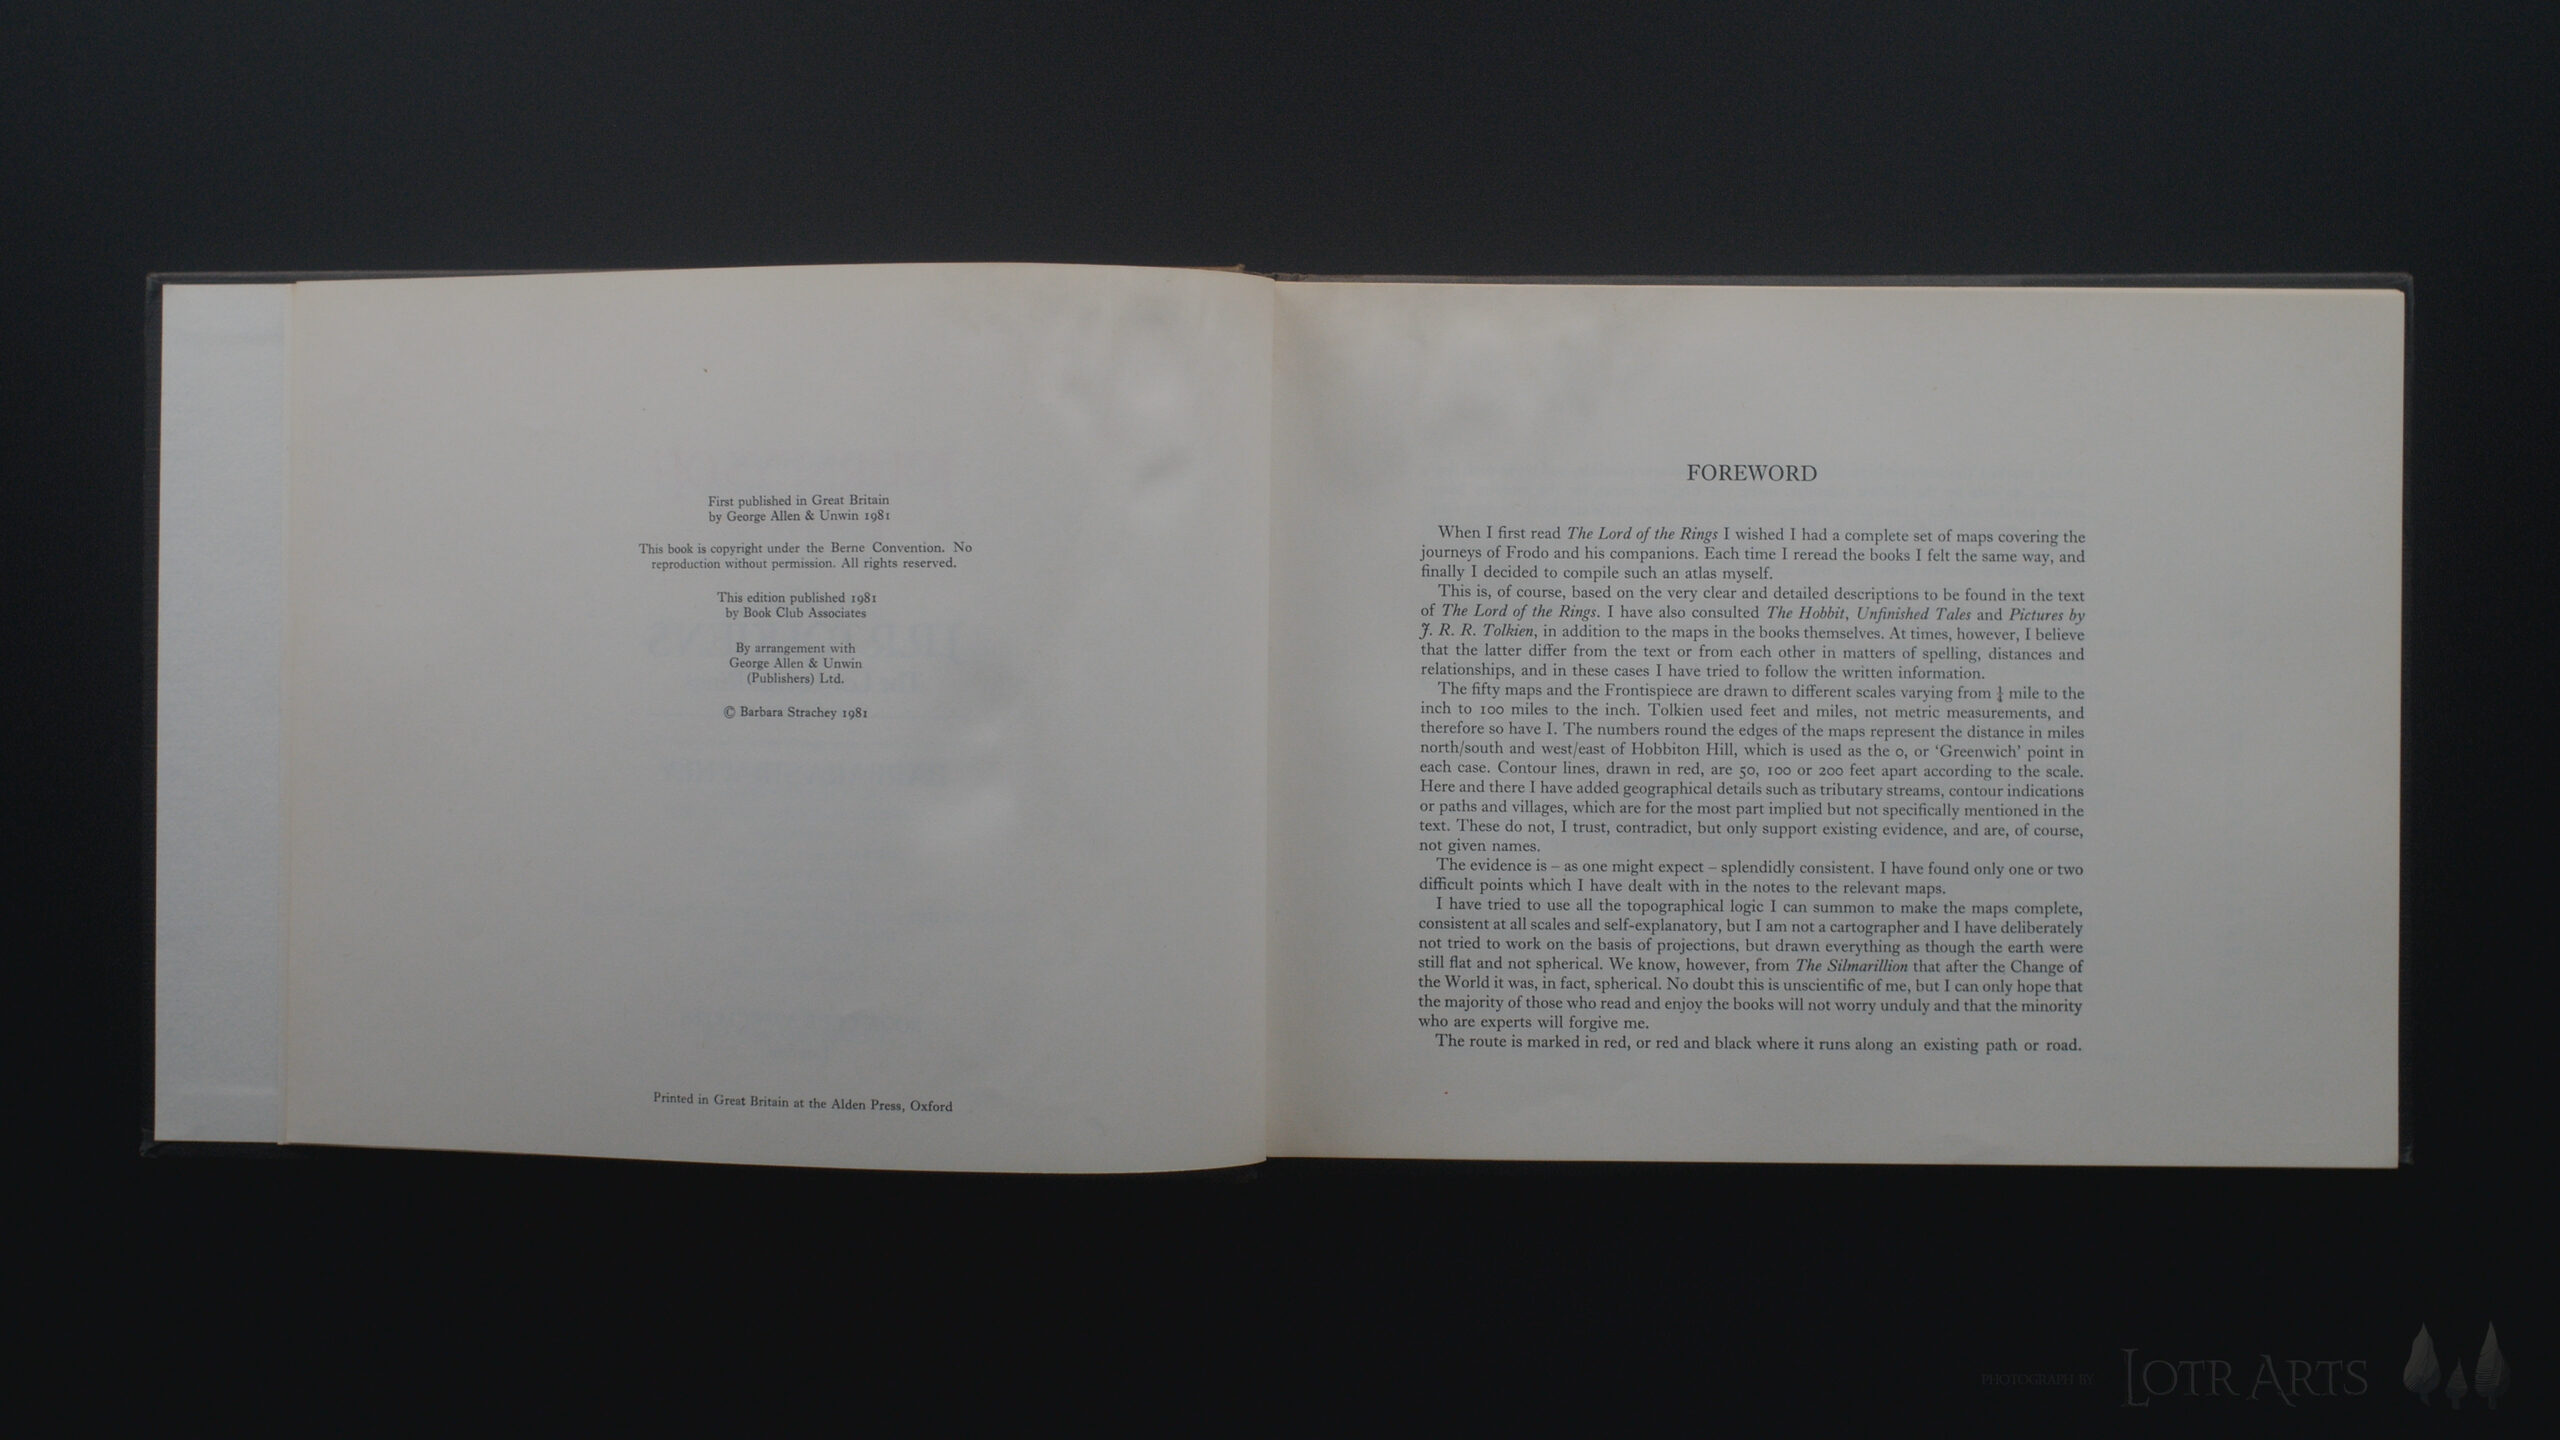 First published in Great Britain
by George Allen & Unwin 1981
This book is copyright under the Berne Convention. No
reproduction without permission. All rights reserved.
This edition published 1981
by Book Club Associates
By arrangement with
George Allen & Unwin
(Publishers) Ltd.
© Barbara Strachey 1981
Printed in Great Britain at the Alden Press, Oxford
FOREWORD
When I first read The Lord of the Rings I wished I had a complete set of maps covering the
journeys of Frodo and his companions. Each time I reread the books I felt the same way, and
finally I decided to compile such an atlas myself.
This is, of course, based on the very clear and detailed descriptions to be found in the text
of The Lord of the Rings. I have also consulted The Hobbit, Unfinished Tales and Pictures by
J. R. R. Tolkien, in addition to the maps in the books themselves. At times, however, I believe
that the latter differ from the text or from each other in matters of spelling, distances and
relationships, and in these cases I have tried to follow the written information.
The fifty maps and the Frontispiece are drawn to different scales varying from ¼ mile to the
inch to 100 miles to the inch. Tolkien used feet and miles, not metric measurements, and
therefore so have I. The numbers round the edges of the maps represent the distance in miles
north/south and west/east of Hobbiton Hill, which is used as the 0, or ‘Greenwich’ point in
each case. Contour lines, drawn in red, are 50, 100 or 200 feet apart according to the scale.
Here and there I have added geographical details such as tributary streams, contour indications
or paths and villages, which are for the most part implied but not specifically mentioned in the
text. These do not, I trust, contradict, but only support existing evidence, and are, of course,
not given names.
The evidence is – as one might expect – splendidly consistent. I have found only one or two
difficult points which I have dealt with in the notes to the relevant maps.
I have tried to use all the topographical logic I can summon to make the maps complete,
consistent at all scales and self-explanatory, but I am not a cartographer and I have deliberately
not tried to work on the basis of projections, but drawn everything as though the earth were
still flat and not spherical. We know, however, from The Silmarillion that after the Change of
the World it was, in fact, spherical. No doubt this is unscientific of me, but I can only hope that
the majority of those who read and enjoy the books will not worry unduly and that the minority
who are experts will forgive me.
The route is marked in red, or red and black where it runs along an existing path or road.
PHOTOGRAPH BY LOTR ARTS